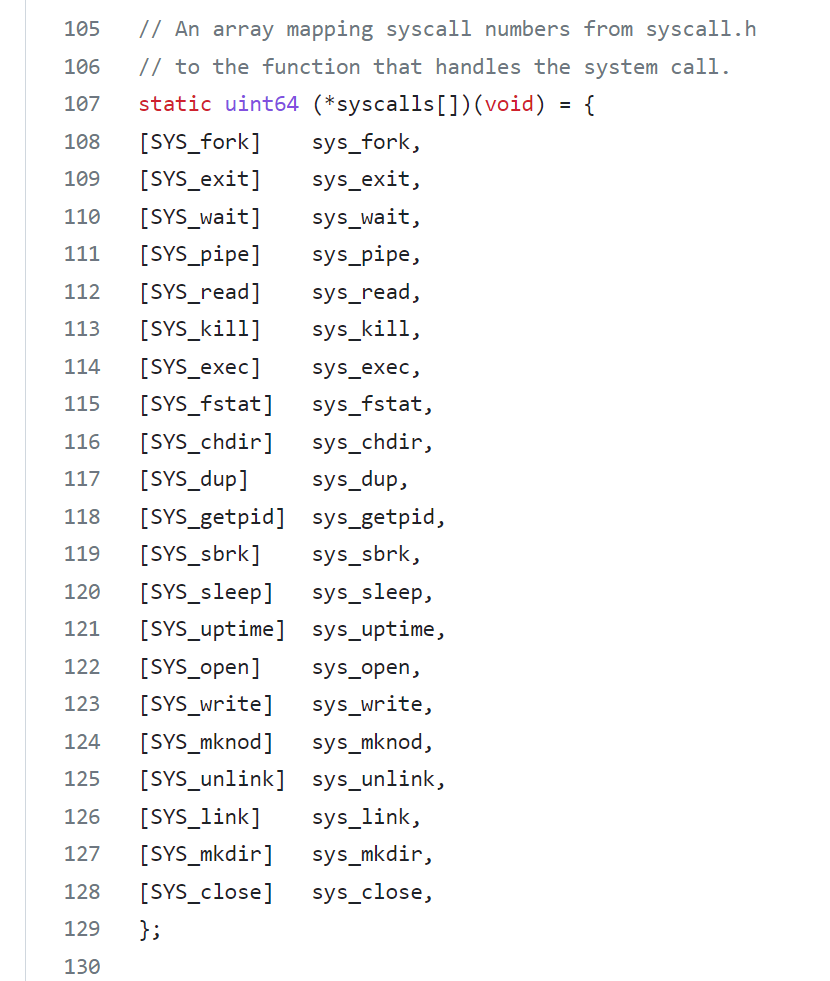 105 // An array mapping syscall numbers from syscall.h
106 // to the function that handles the system call.
107 static uint64 (*syscalls[])(void) = {
108 [SYS_fork]    sys_fork,
109 [SYS_exit]    sys_exit,
110 [SYS_wait]    sys_wait,
111 [SYS_pipe]    sys_pipe,
112 [SYS_read]    sys_read,
113 [SYS_kill]    sys_kill,
114 [SYS_exec]    sys_exec,
115 [SYS_fstat]   sys_fstat,
116 [SYS_chdir]   sys_chdir,
117 [SYS_dup]     sys_dup,
118 [SYS_getpid]  sys_getpid,
119 [SYS_sbrk]    sys_sbrk,
120 [SYS_sleep]   sys_sleep,
121 [SYS_uptime]  sys_uptime,
122 [SYS_open]    sys_open,
123 [SYS_write]   sys_write,
124 [SYS_mknod]   sys_mknod,
125 [SYS_unlink]  sys_unlink,
126 [SYS_link]    sys_link,
127 [SYS_mkdir]   sys_mkdir,
128 [SYS_close]   sys_close,
129 };
130